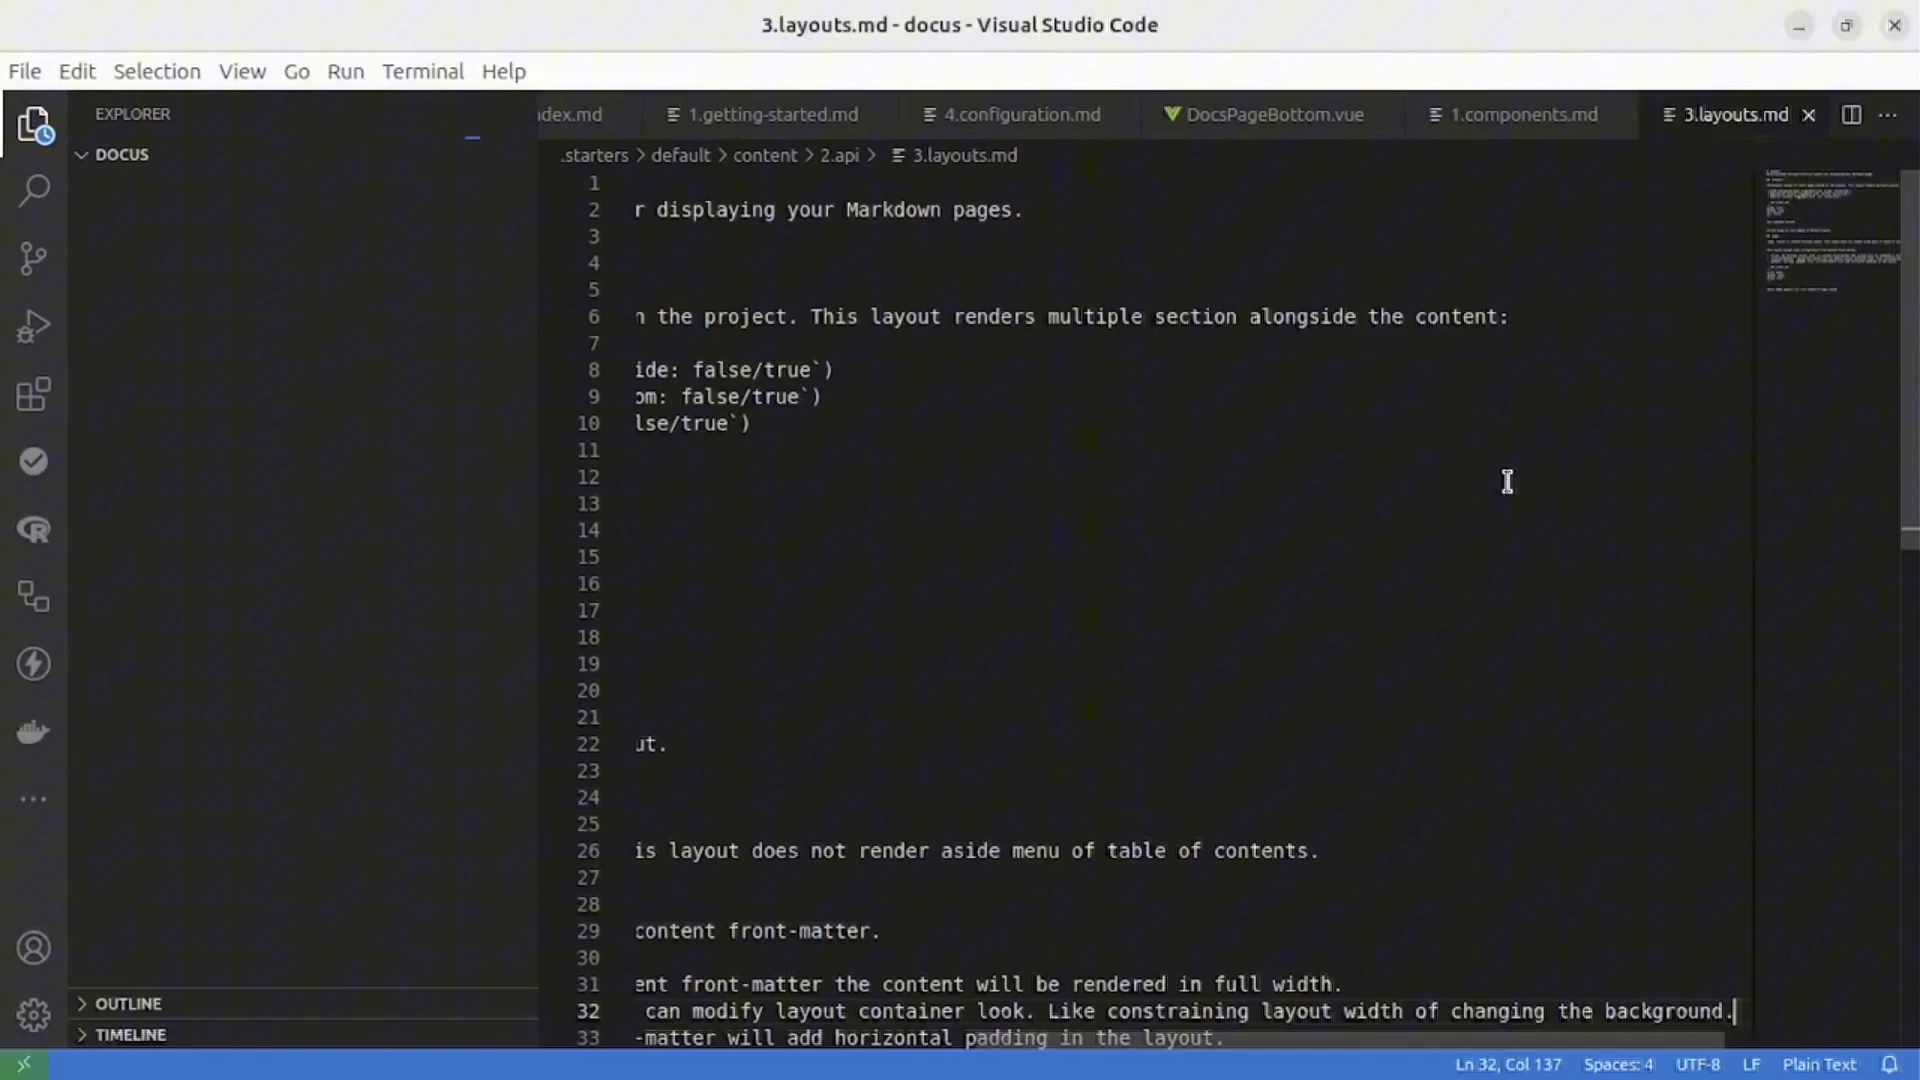 3.layouts.md - docus - Visual Studio Code
File Edit Selection View Go Run Terminal Help
EXPLORER
DOCUS
OUTLINE
TIMELINE
ndex.md 1.getting-started.md 4.configuration.md DocsPageBottom.vue 1.components.md 3.layouts.md
.starters > default > content > 2.api > 3.layouts.md
1
2 r displaying your Markdown pages.
3
4
5
6 n the project. This layout renders multiple section alongside the content:
7
8 ide: false/true`)
9 om: false/true`)
10 lse/true`)
11
12
13
14
15
16
17
18
19
20
21
22 ut.
23
24
25
26 is layout does not render aside menu of table of contents.
27
28
29 content front-matter.
30
31 ent front-matter the content will be rendered in full width.
32 can modify layout container look. Like constraining layout width of changing the background.
33 -matter will add horizontal padding in the layout.
Ln 32, Col 137 Spaces: 4 UTF-8 LF Plain Text